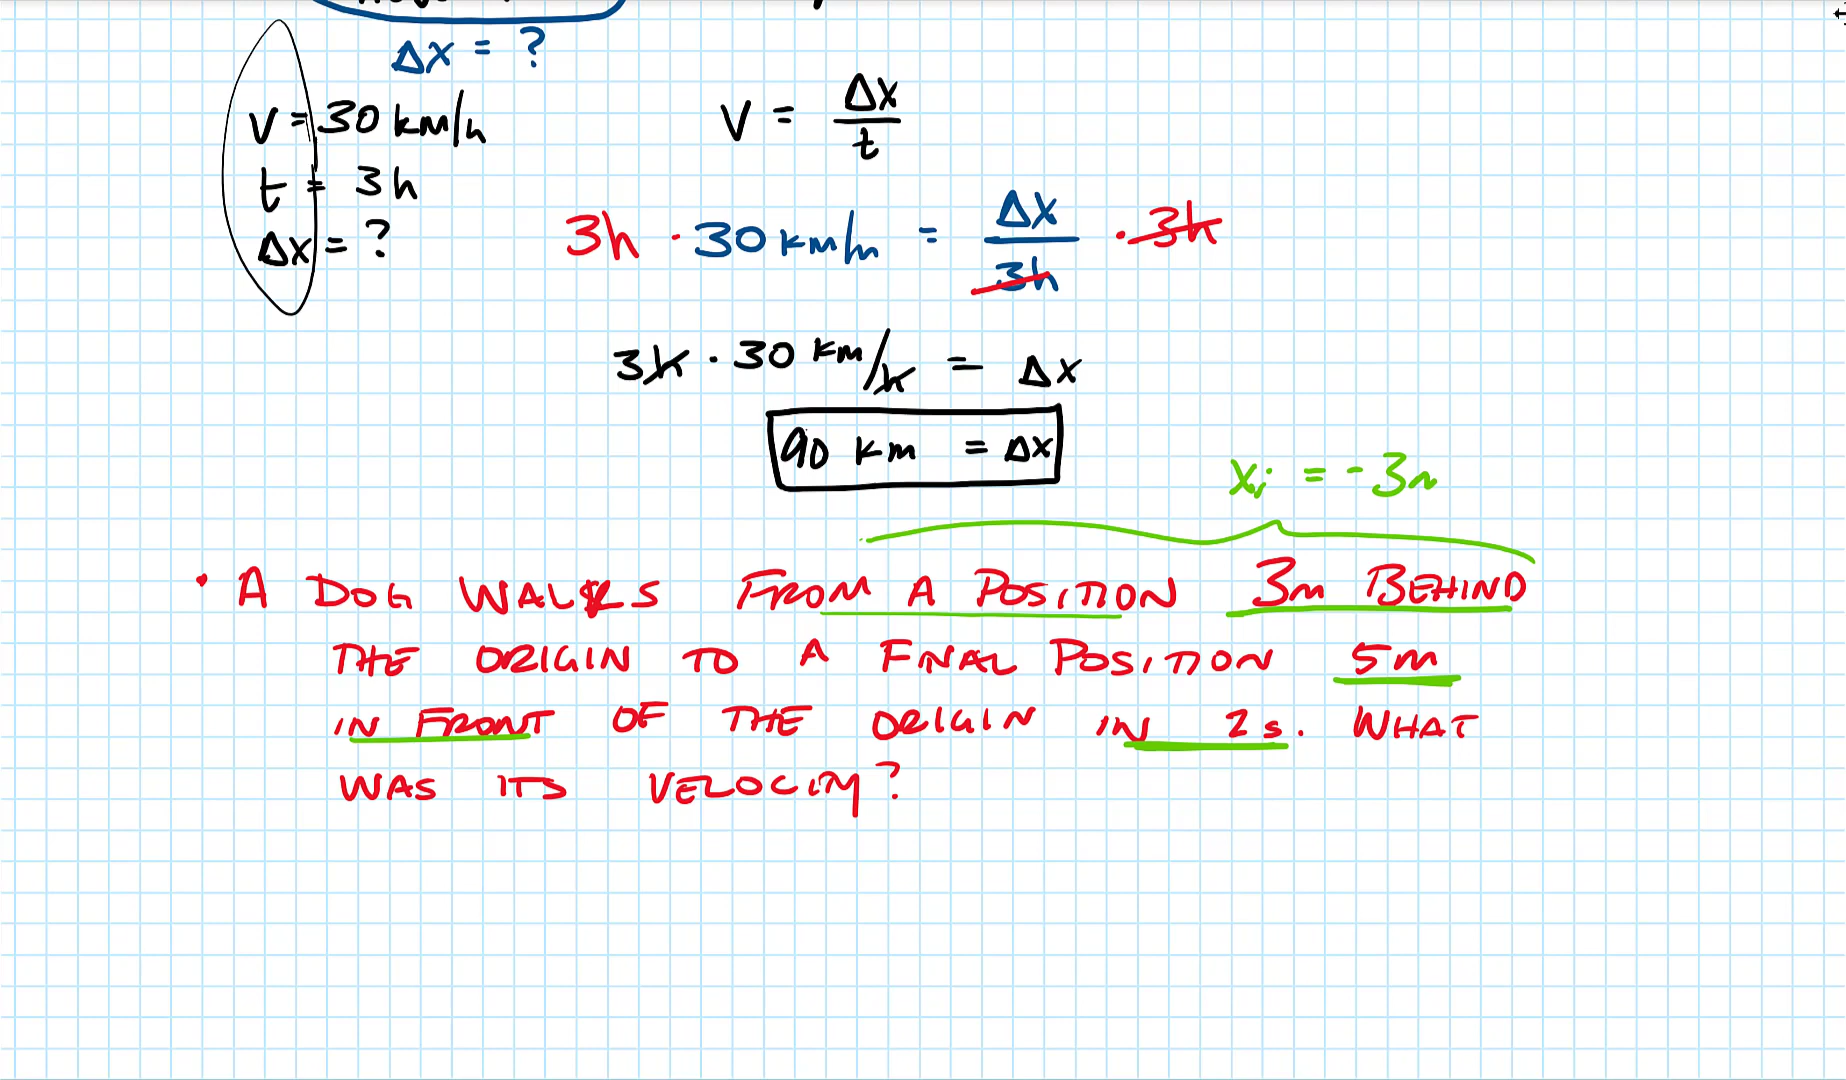 Δx = ?
v = 30 km/h
t = 3h
Δx = ?
v = Δx / t
3h · 30 km/h = Δx / 3h · 3h
3h · 30 km/h = Δx
90 km = Δx
xi = -3m
· A DOG WALKS FROM A POSITION 3m BEHIND
THE ORIGIN TO A FINAL POSITION 5m
IN FRONT OF THE ORIGIN IN 2s. WHAT
WAS ITS VELOCITY?